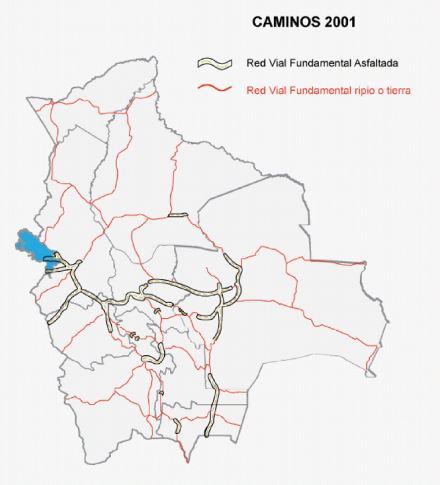 CAMINOS 2001
Red Vial Fundamental Asfaltada
Red Vial Fundamental ripio o tierra